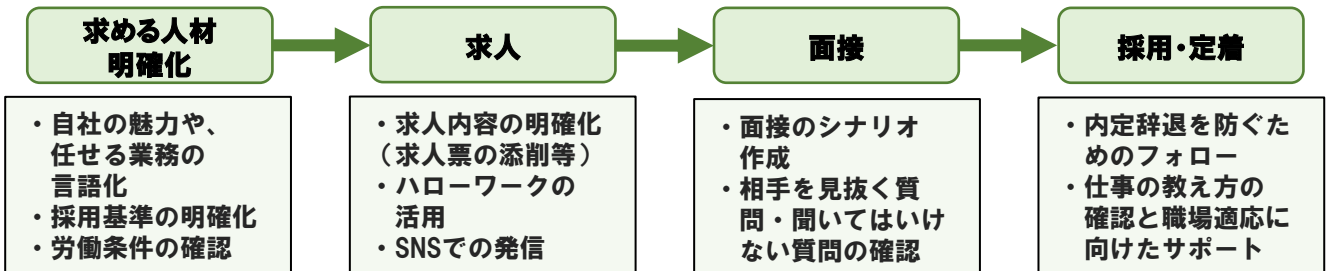 求める人材
明確化
求人
面接
採用・定着
・自社の魅力や、
任せる業務の
言語化
・採用基準の明確化
・労働条件の確認
・求人内容の明確化
（求人票の添削等）
・ハローワークの
活用
・SNSでの発信
・面接のシナリオ
作成
・相手を見抜く質
問・聞いてはいけ
ない質問の確認
・内定辞退を防ぐた
めのフォロー
・仕事の教え方の
確認と職場適応に
向けたサポート